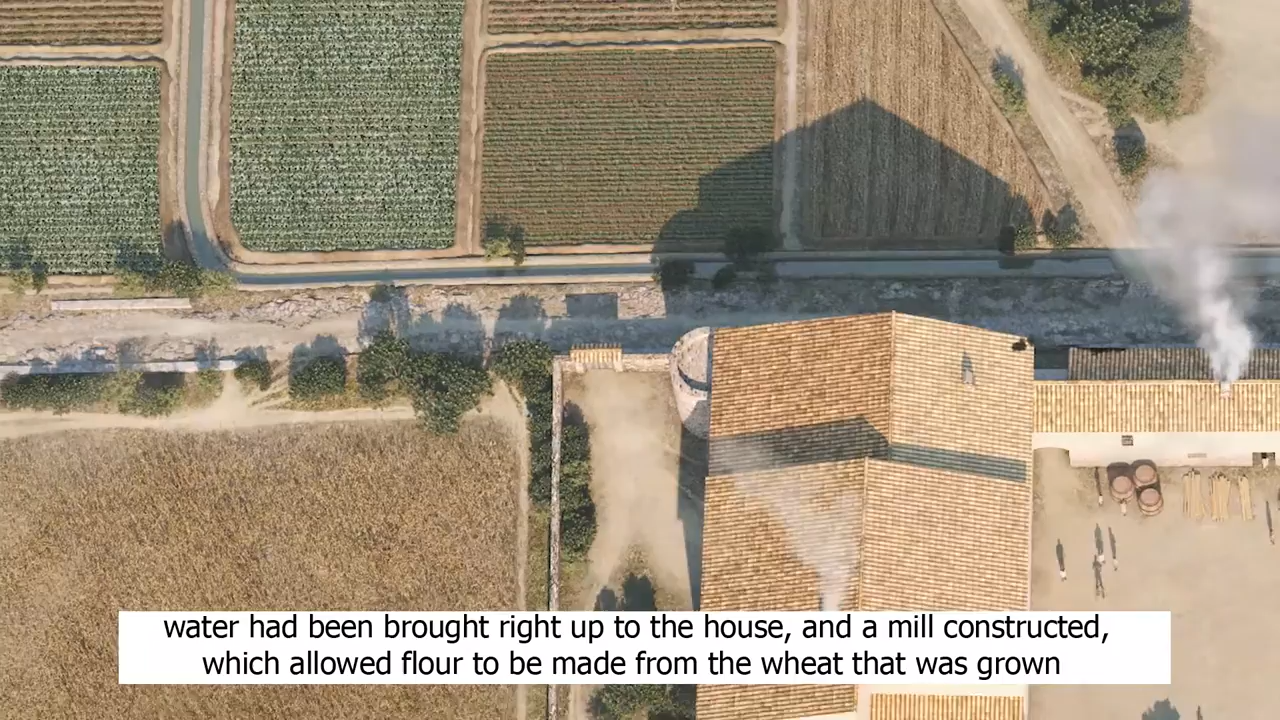 water had been brought right up to the house, and a mill constructed,
which allowed flour to be made from the wheat that was grown